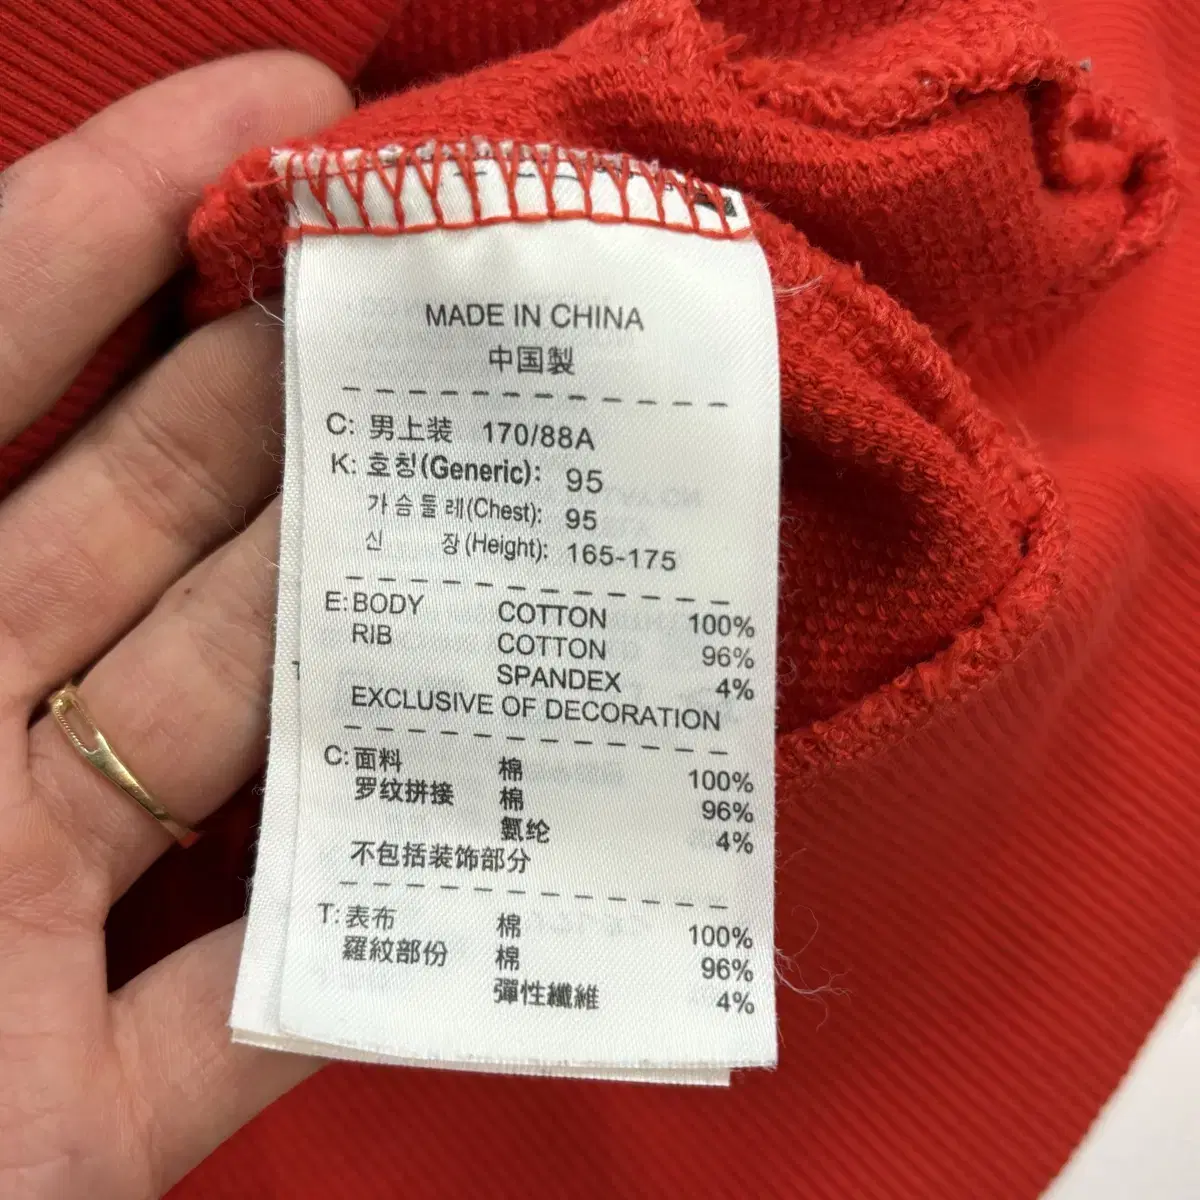 MADE IN CHINA
中国製
C: 男上装 170/88A
K: 호칭(Generic): 95
가슴둘레(Chest): 95
신 장(Height): 165-175
E: BODY COTTON 100%
RIB COTTON 96%
SPANDEX 4%
EXCLUSIVE OF DECORATION
C: 面料 棉 100%
罗纹拼接 棉 96%
氨纶 4%
不包括装饰部分
T: 表布 棉 100%
羅紋部份 棉 96%
彈性纖維 4%